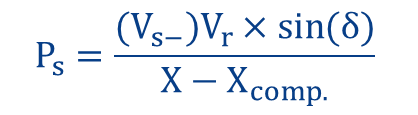 Pₛ = (Vₛ₋)Vᵣ × sin(δ)
X − X_comp.